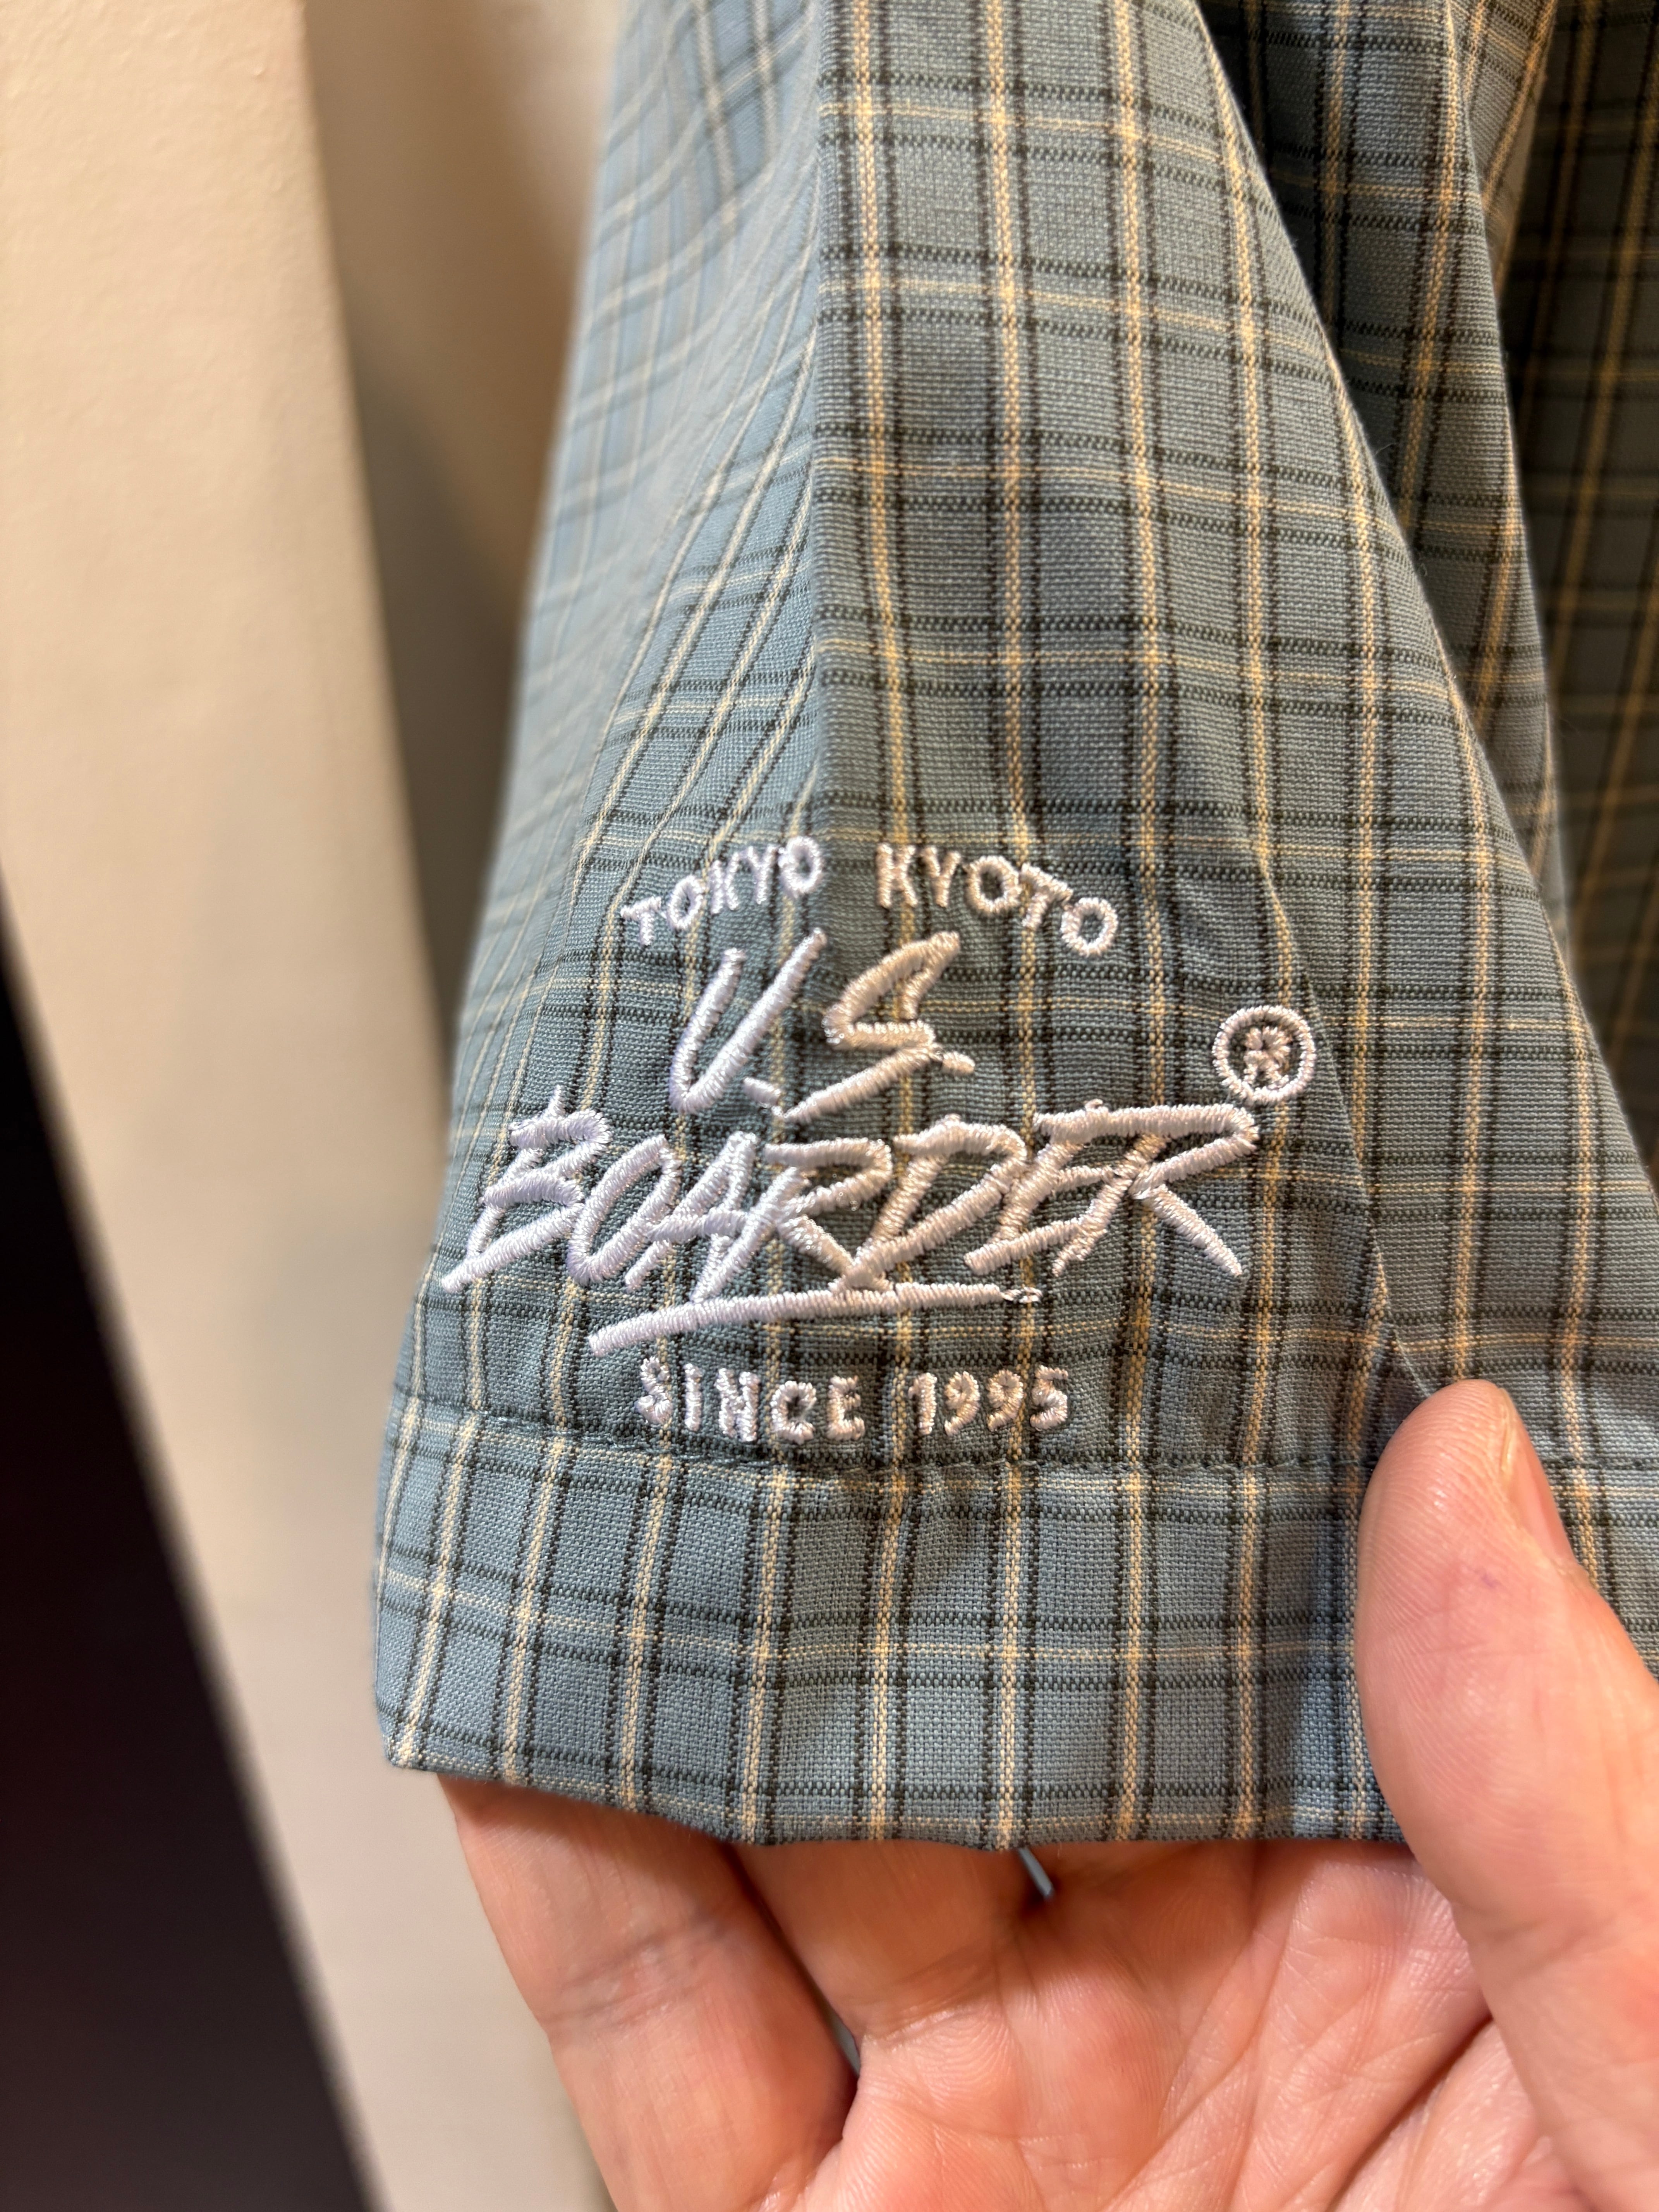 TOKYO KYOTO
U.S.
BOARDER®
SINCE 1995